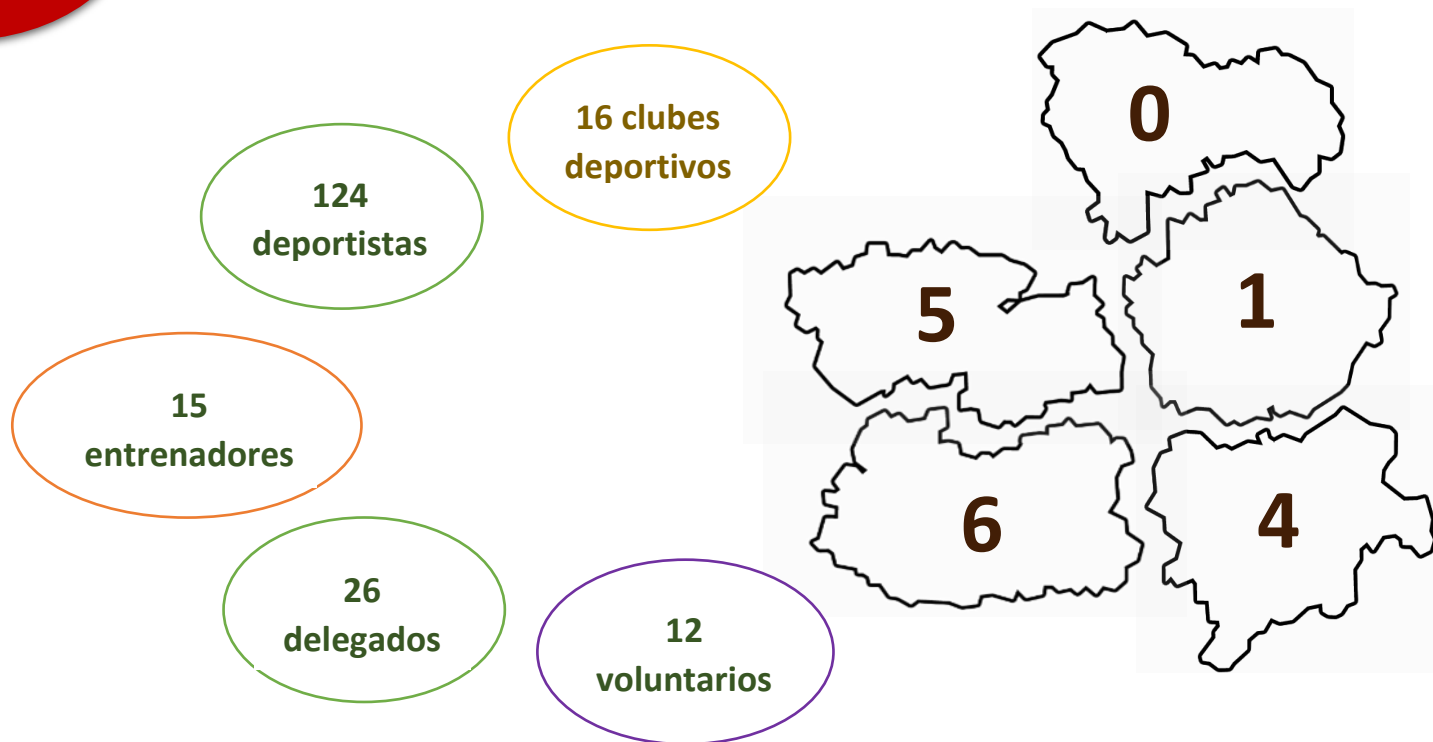 16 clubes
deportivos
124
deportistas
15
entrenadores
26
delegados
12
voluntarios
0
5
1
6
4